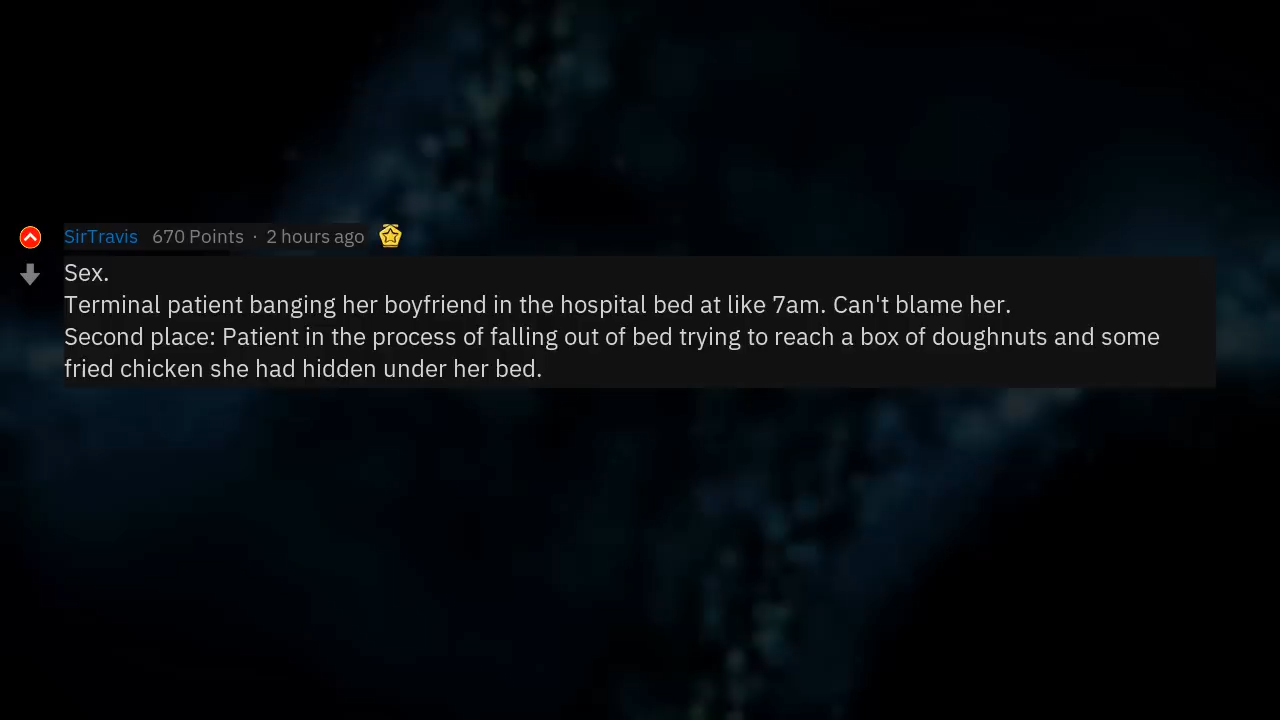 SirTravis 670 Points · 2 hours ago
Sex.
Terminal patient banging her boyfriend in the hospital bed at like 7am. Can't blame her.
Second place: Patient in the process of falling out of bed trying to reach a box of doughnuts and some
fried chicken she had hidden under her bed.